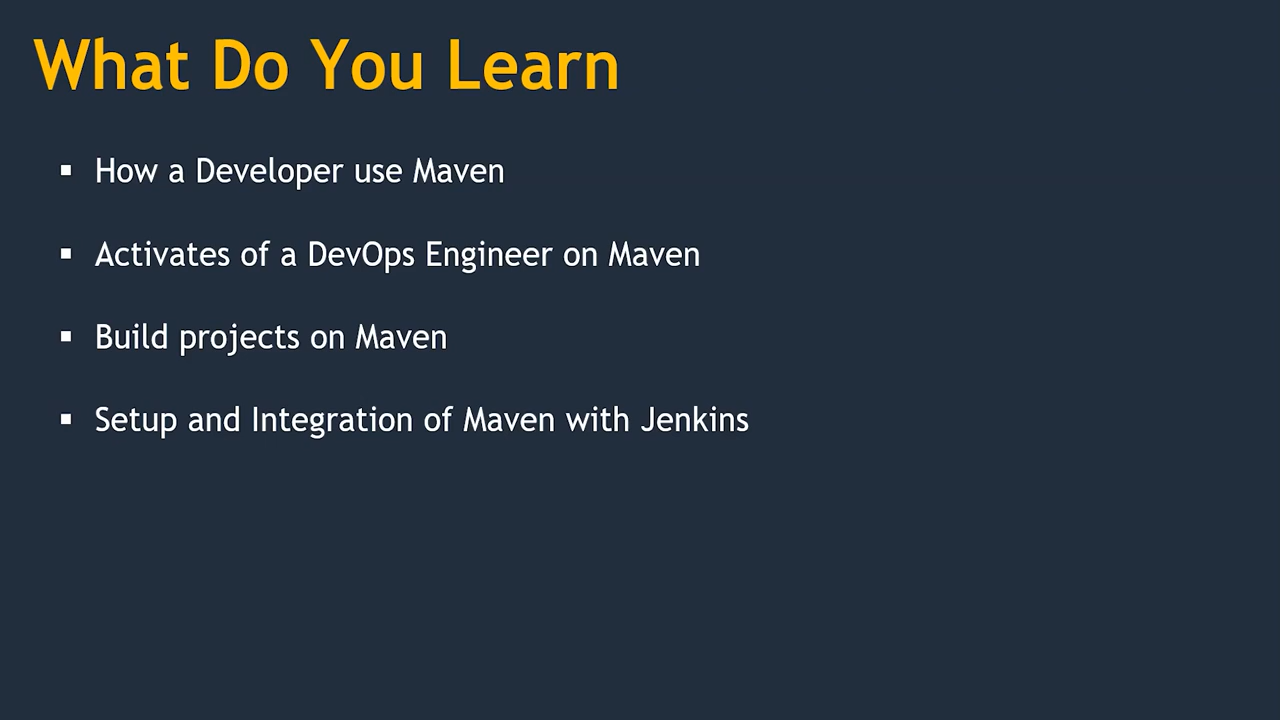 What Do You Learn
▪ How a Developer use Maven
▪ Activates of a DevOps Engineer on Maven
▪ Build projects on Maven
▪ Setup and Integration of Maven with Jenkins